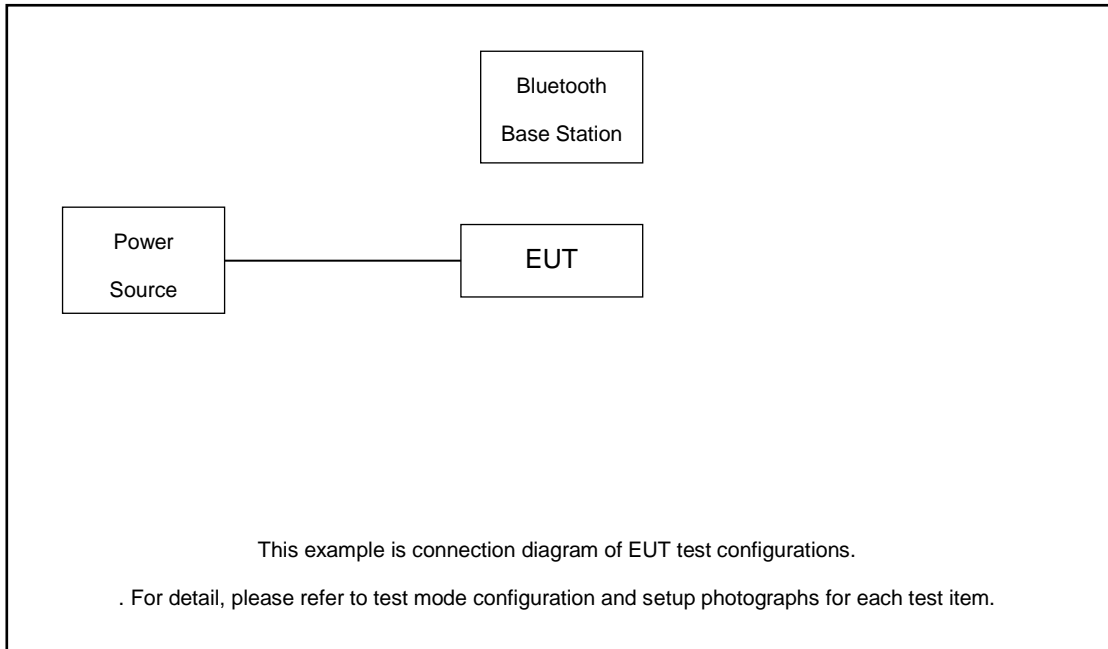 Bluetooth
Base Station
Power
Source
EUT
This example is connection diagram of EUT test configurations.
. For detail, please refer to test mode configuration and setup photographs for each test item.